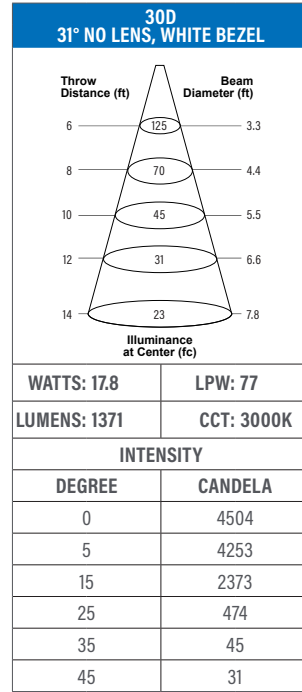 30D
31° NO LENS, WHITE BEZEL
Throw Distance (ft)
Beam Diameter (ft)
6 125 3.3
8 70 4.4
10 45 5.5
12 31 6.6
14 23 7.8
Illuminance
at Center (fc)
WATTS: 17.8 LPW: 77
LUMENS: 1371 CCT: 3000K
INTENSITY
DEGREE CANDELA
0 4504
5 4253
15 2373
25 474
35 45
45 31